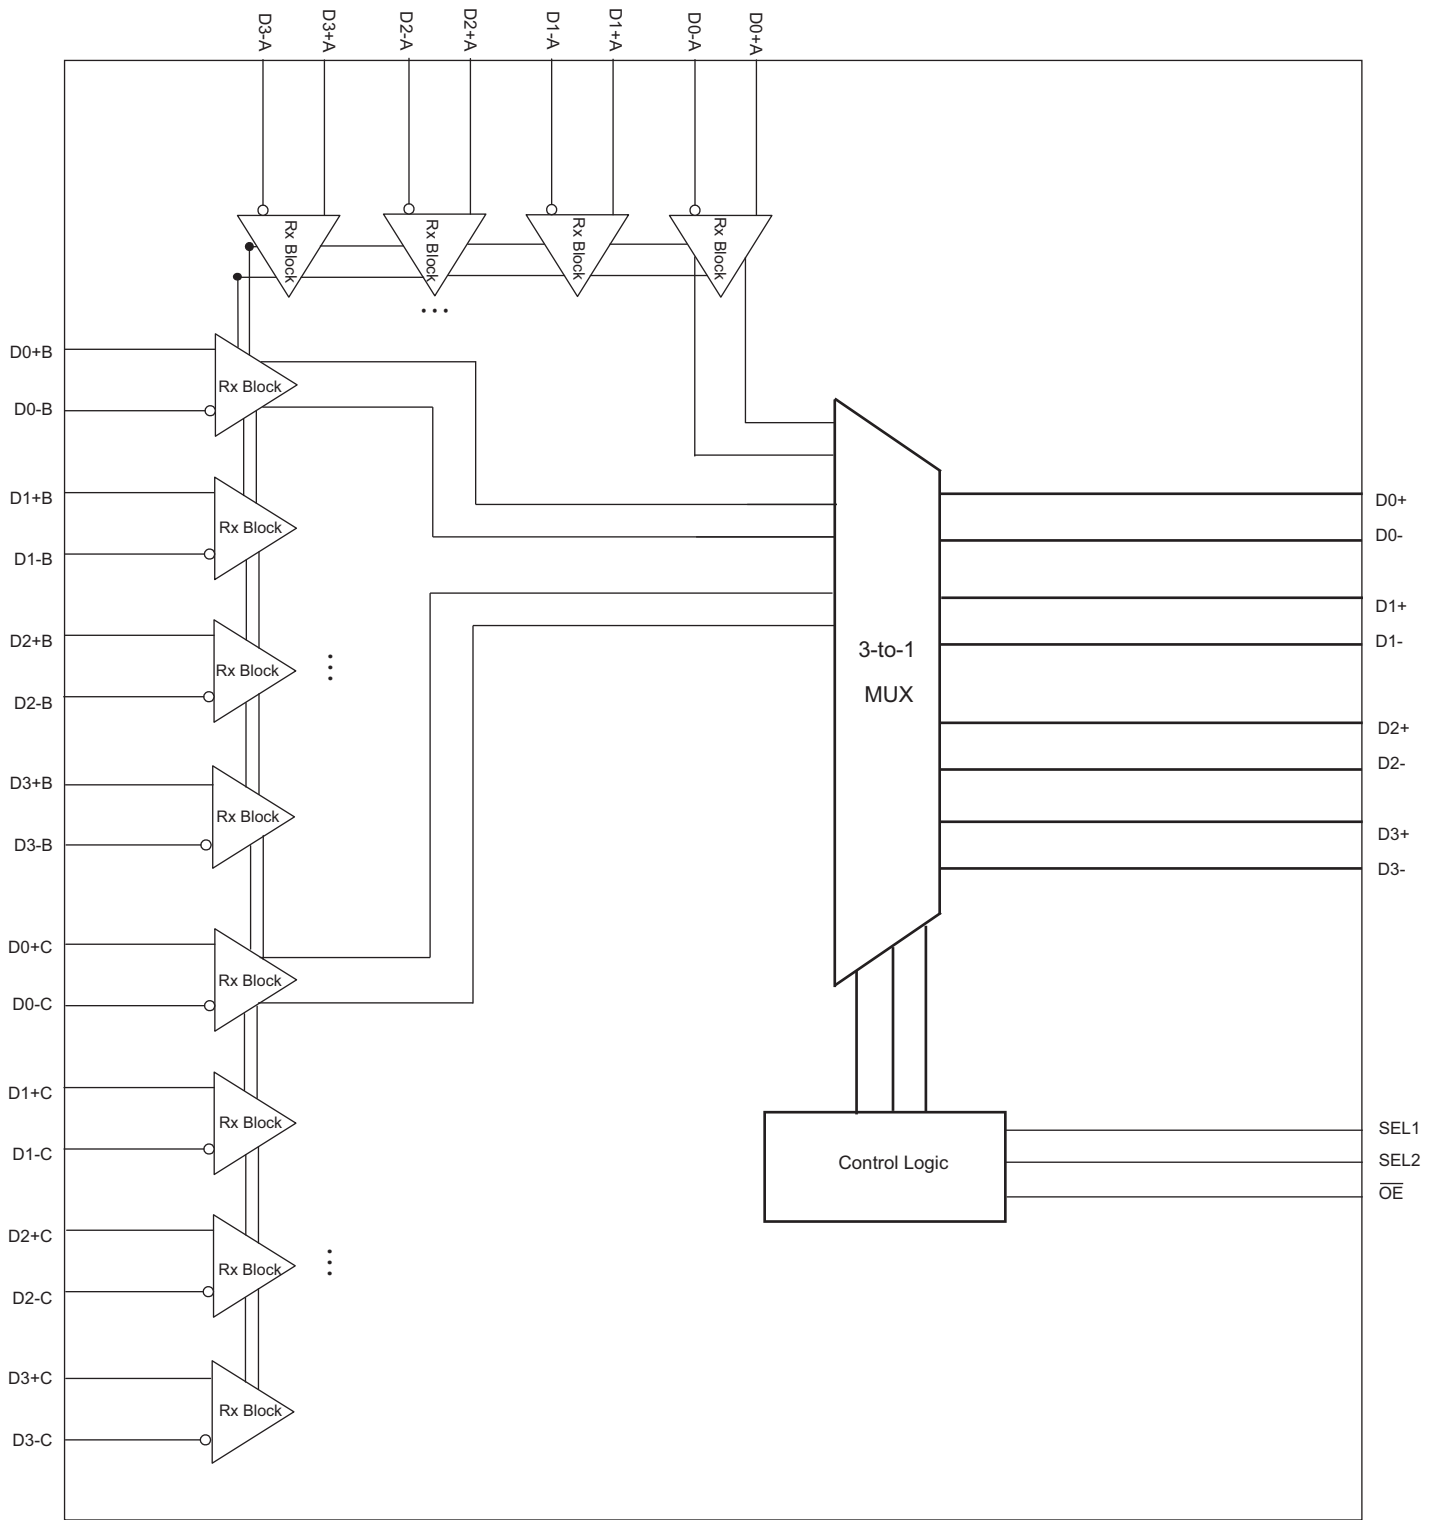 D3-A
D3+A
D2-A
D2+A
D1-A
D1+A
D0-A
D0+A
Rx Block
Rx Block
Rx Block
Rx Block
...
D0+B
Rx Block
D0-B
D1+B
Rx Block
D1-B
D2+B
Rx Block
D2-B
D3+B
Rx Block
D3-B
D0+C
Rx Block
D0-C
D1+C
Rx Block
D1-C
D2+C
Rx Block
D2-C
D3+C
Rx Block
D3-C
3-to-1
MUX
D0+
D0-
D1+
D1-
D2+
D2-
D3+
D3-
Control Logic
SEL1
SEL2
O̅E̅